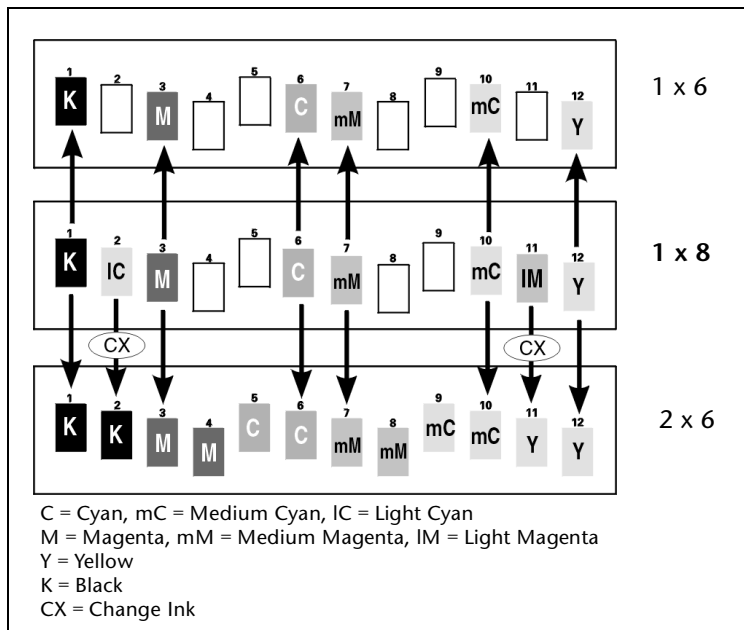 1 2 3 4 5 6 7 8 9 10 11 12
K M C mM mC Y
1 x 6
1 2 3 4 5 6 7 8 9 10 11 12
K lC M C mM mC lM Y
1 x 8
CX CX
1 2 3 4 5 6 7 8 9 10 11 12
K K M M C C mM mM mC mC Y Y
2 x 6
C = Cyan, mC = Medium Cyan, lC = Light Cyan
M = Magenta, mM = Medium Magenta, lM = Light Magenta
Y = Yellow
K = Black
CX = Change Ink